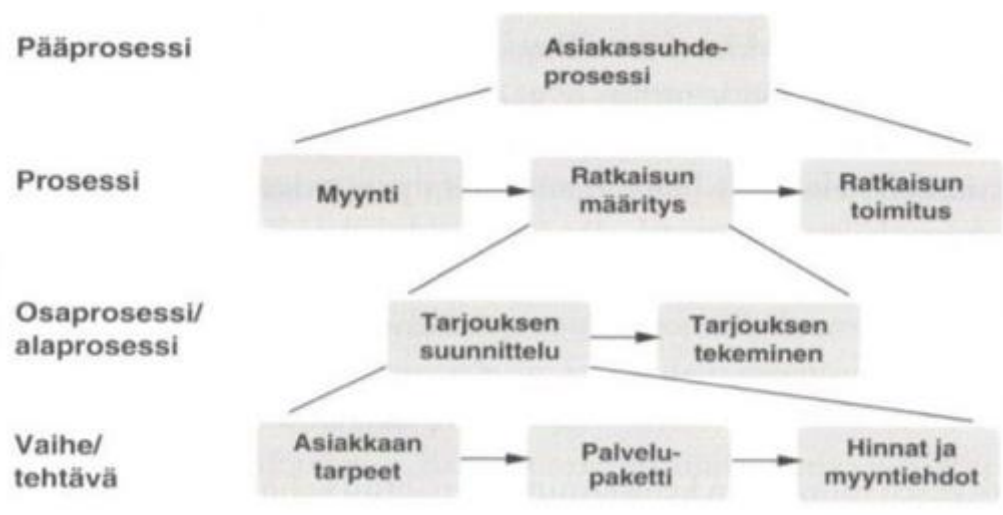 Pääprosessi
Asiakassuhde-
prosessi
Prosessi
Myynti
Ratkaisun
määritys
Ratkaisun
toimitus
Osaprosessi/
alaprosessi
Tarjouksen
suunnittelu
Tarjouksen
tekeminen
Vaihe/
tehtävä
Asiakkaan
tarpeet
Palvelu-
paketti
Hinnat ja
myyntiehdot